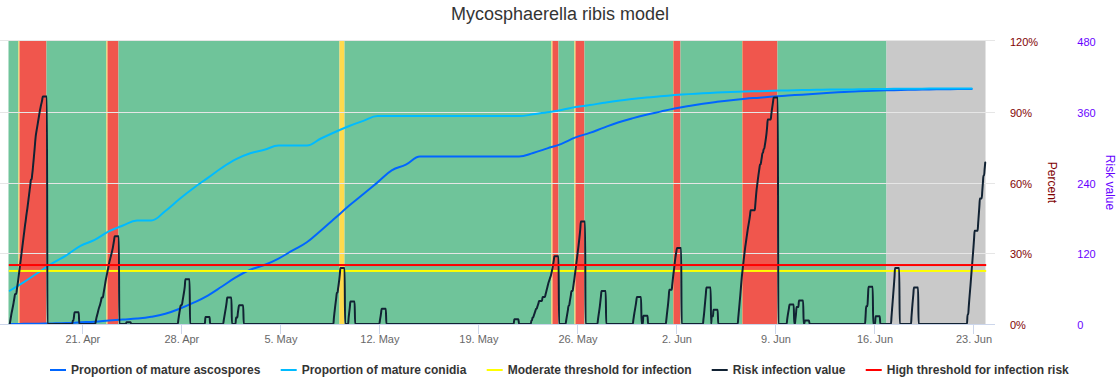 Mycosphaerella ribis model
120% 480
90% 360
60% 240
30% 120
0% 0
Percent
Risk value
21. Apr 28. Apr 5. May 12. May 19. May 26. May 2. Jun 9. Jun 16. Jun 23. Jun
Proportion of mature ascospores Proportion of mature conidia Moderate threshold for infection Risk infection value High threshold for infection risk